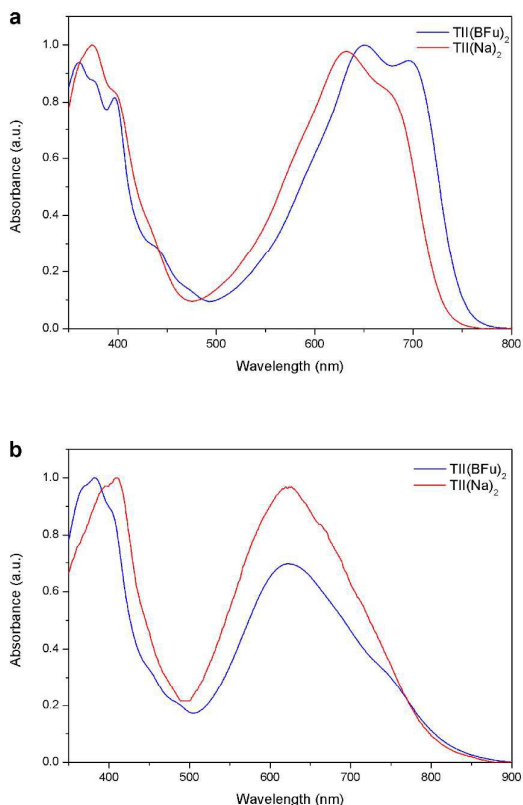 a
TII(BFu)2
TII(Na)2
1.0
0.8
0.6
0.4
0.2
0.0
Absorbance (a.u.)
400
500
600
700
800
Wavelength (nm)
b
TII(BFu)2
TII(Na)2
1.0
0.8
0.6
0.4
0.2
0.0
Absorbance (a.u.)
400
500
600
700
800
900
Wavelength (nm)